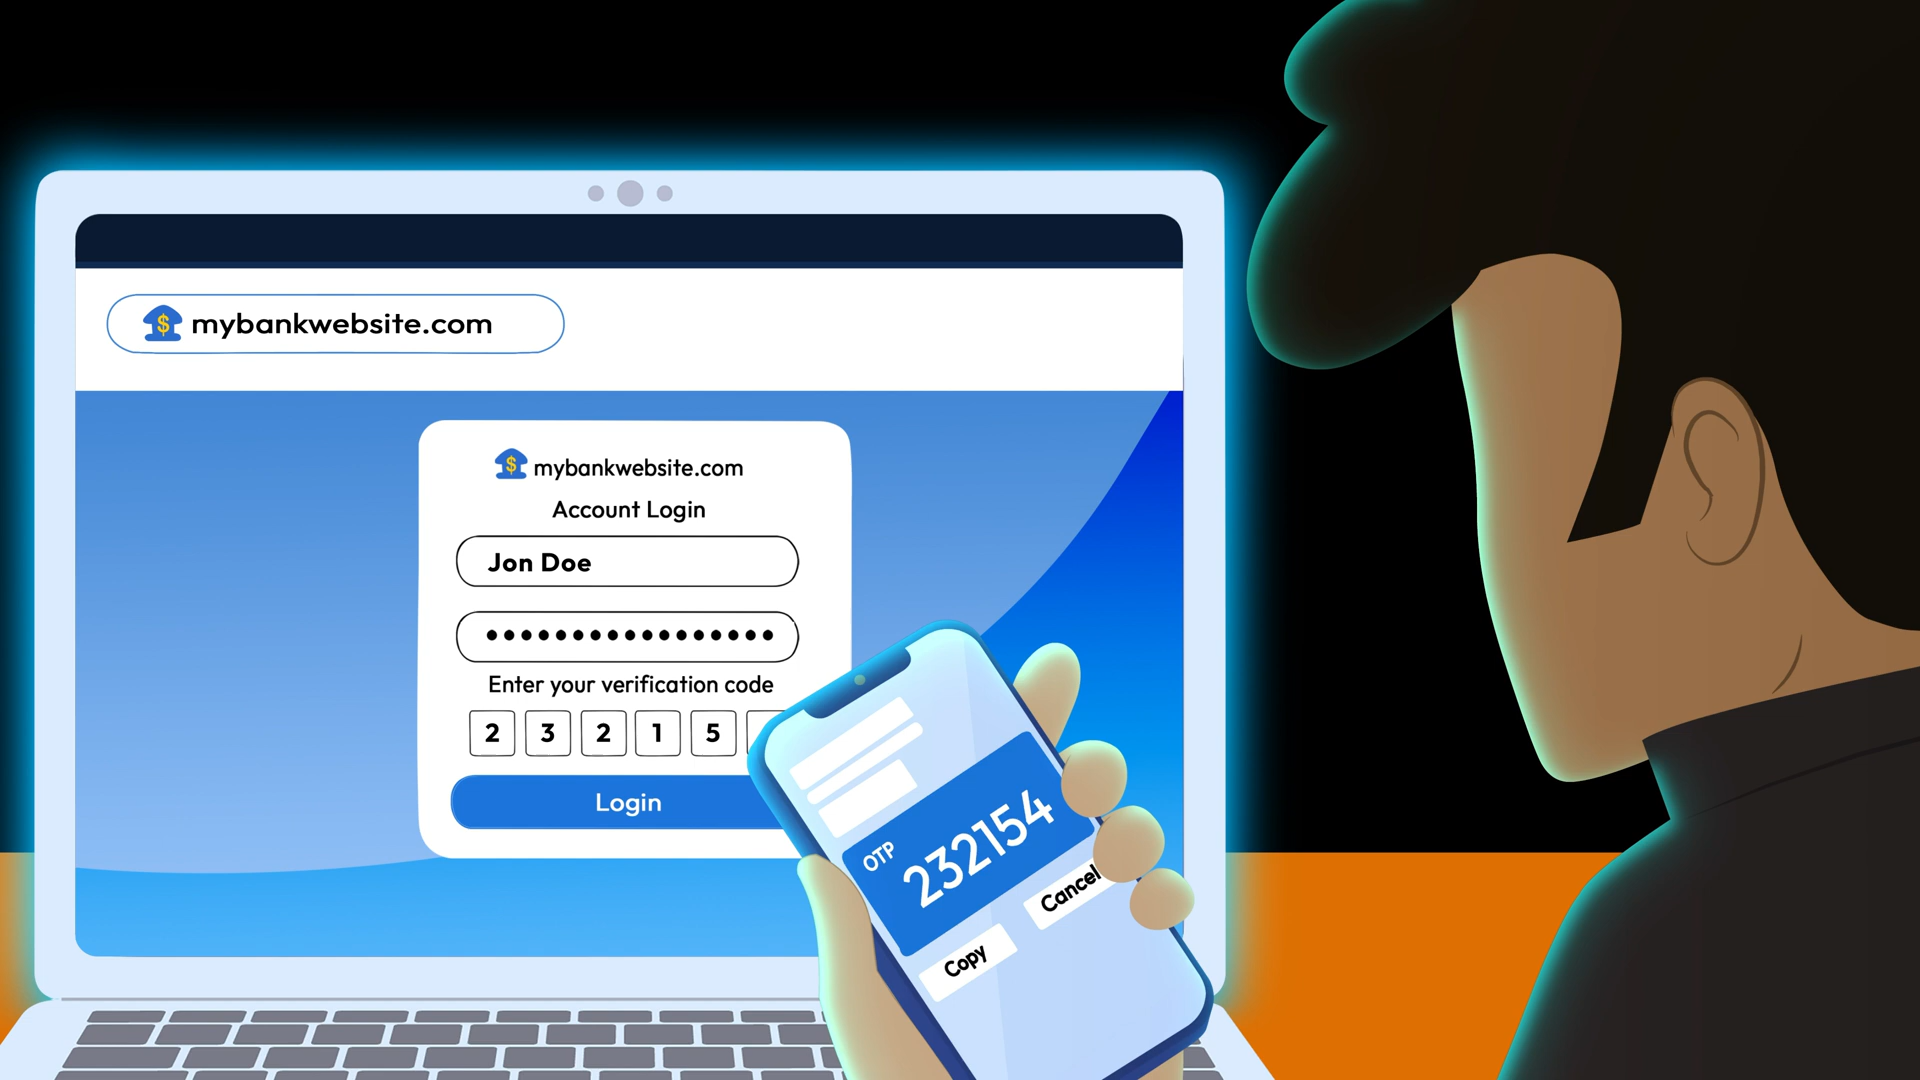 mybankwebsite.com
mybankwebsite.com
Account Login
Jon Doe
Enter your verification code
2 3 2 1 5
Login
OTP
232154
Copy
Cancel